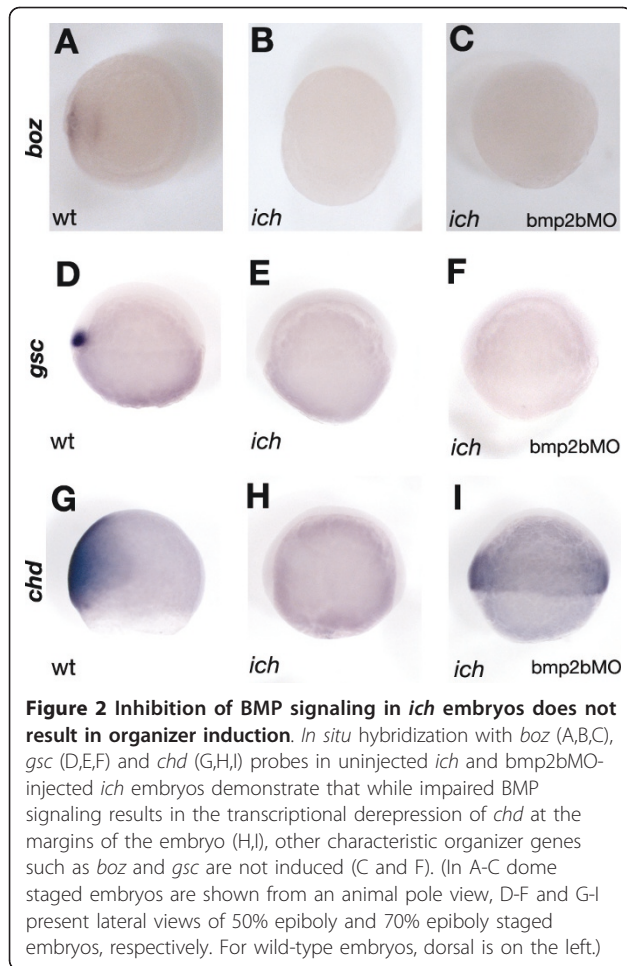 A
B
C
boz
wt
ich
ich bmp2bMO
D
E
F
gsc
wt
ich
ich bmp2bMO
G
H
I
chd
wt
ich
ich bmp2bMO
Figure 2 Inhibition of BMP signaling in ich embryos does not
result in organizer induction. In situ hybridization with boz (A,B,C),
gsc (D,E,F) and chd (G,H,I) probes in uninjected ich and bmp2bMO-
injected ich embryos demonstrate that while impaired BMP
signaling results in the transcriptional derepression of chd at the
margins of the embryo (H,I), other characteristic organizer genes
such as boz and gsc are not induced (C and F). (In A-C dome
staged embryos are shown from an animal pole view, D-F and G-I
present lateral views of 50% epiboly and 70% epiboly staged
embryos, respectively. For wild-type embryos, dorsal is on the left.)